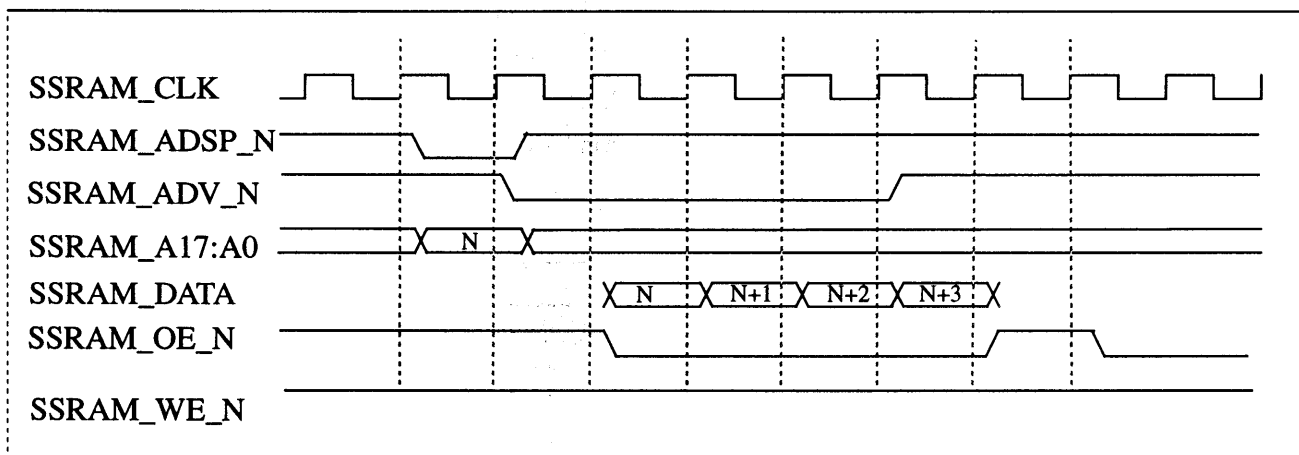 SSRAM_CLK
SSRAM_ADSP_N
SSRAM_ADV_N
SSRAM_A17:A0 N
SSRAM_DATA N N+1 N+2 N+3
SSRAM_OE_N
SSRAM_WE_N